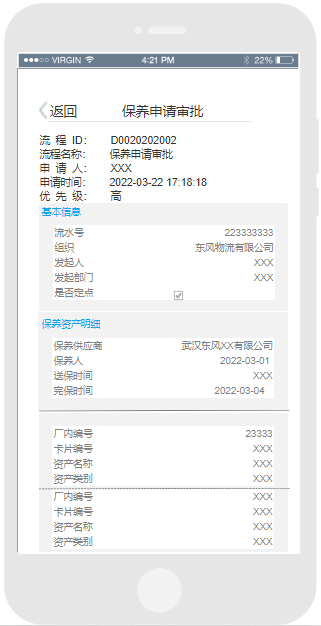 VIRGIN 4:21 PM 22%
返回 保养申请审批
流 程 ID: D0202020002
流程名称: 保养申请审批
申 请 人: XXX
申请时间: 2022-03-22 17:18:18
优 先 级: 高
基本信息
流水号 223333333
组织 东风物流有限公司
发起人 XXX
发起部门 XXX
是否定点
保养资产明细
保养供应商 武汉东风XX有限公司
保养人 2022-03-01
送保时间 XXX
完保时间 2022-03-04
厂内编号 23333
卡片编号 XXX
资产名称 XXX
资产类别 XXX
厂内编号 XXX
卡片编号 XXX
资产名称 XXX
资产类别 XXX